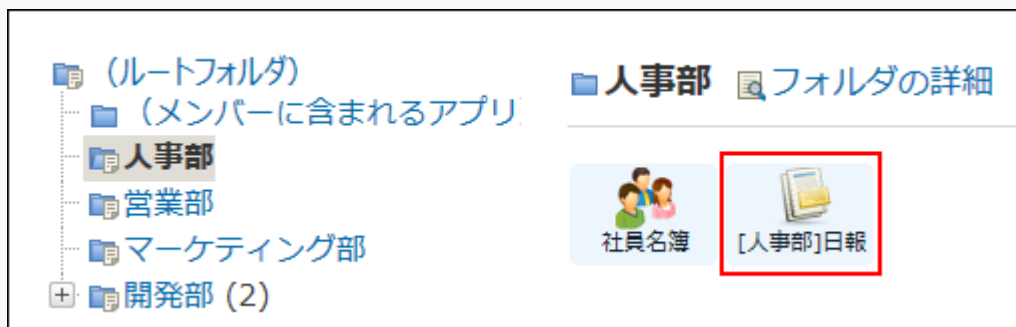 (ルートフォルダ)
(メンバーに含まれるアプリ
人事部
営業部
マーケティング部
開発部 (2)
人事部 フォルダの詳細
社員名簿
[人事部]日報